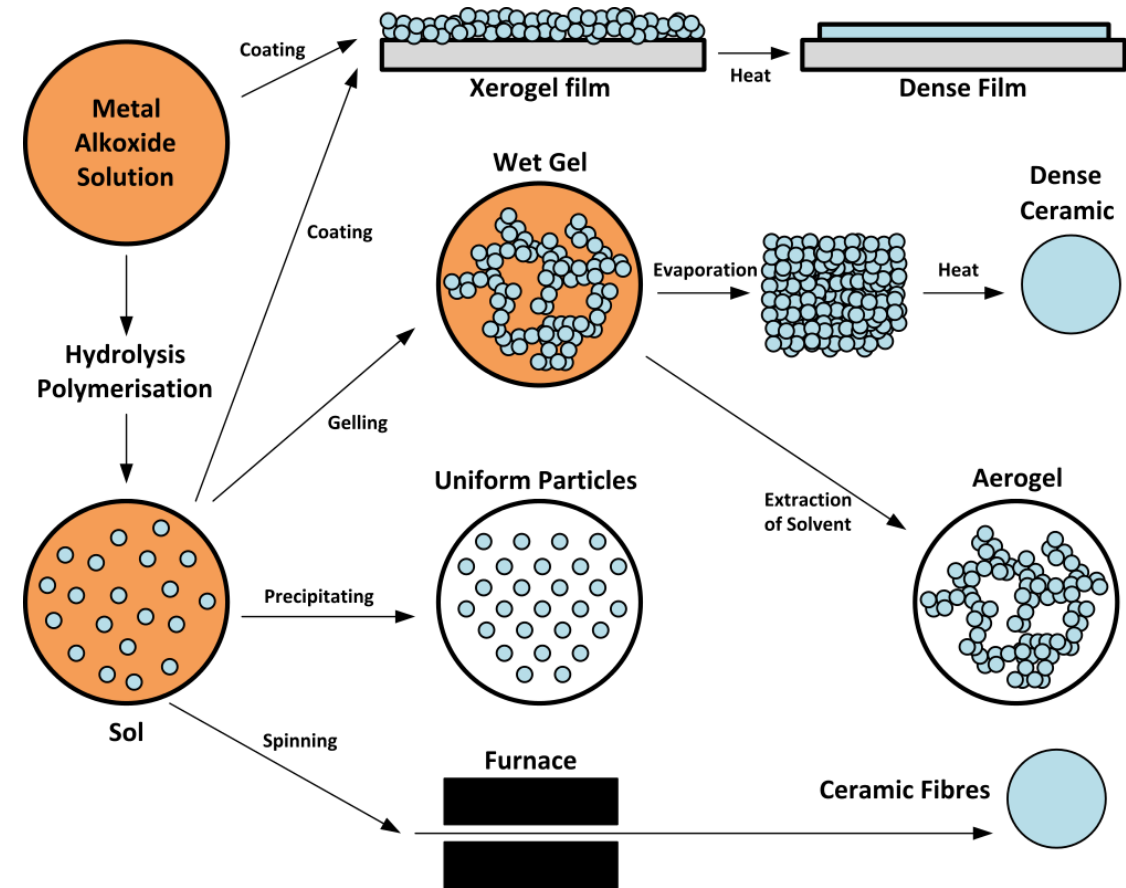 Coating
Xerogel film
Heat
Dense Film
Metal
Alkoxide
Solution
Coating
Wet Gel
Evaporation
Heat
Dense
Ceramic
Hydrolysis
Polymerisation
Gelling
Uniform Particles
Extraction
of Solvent
Aerogel
Precipitating
Sol
Spinning
Furnace
Ceramic Fibres